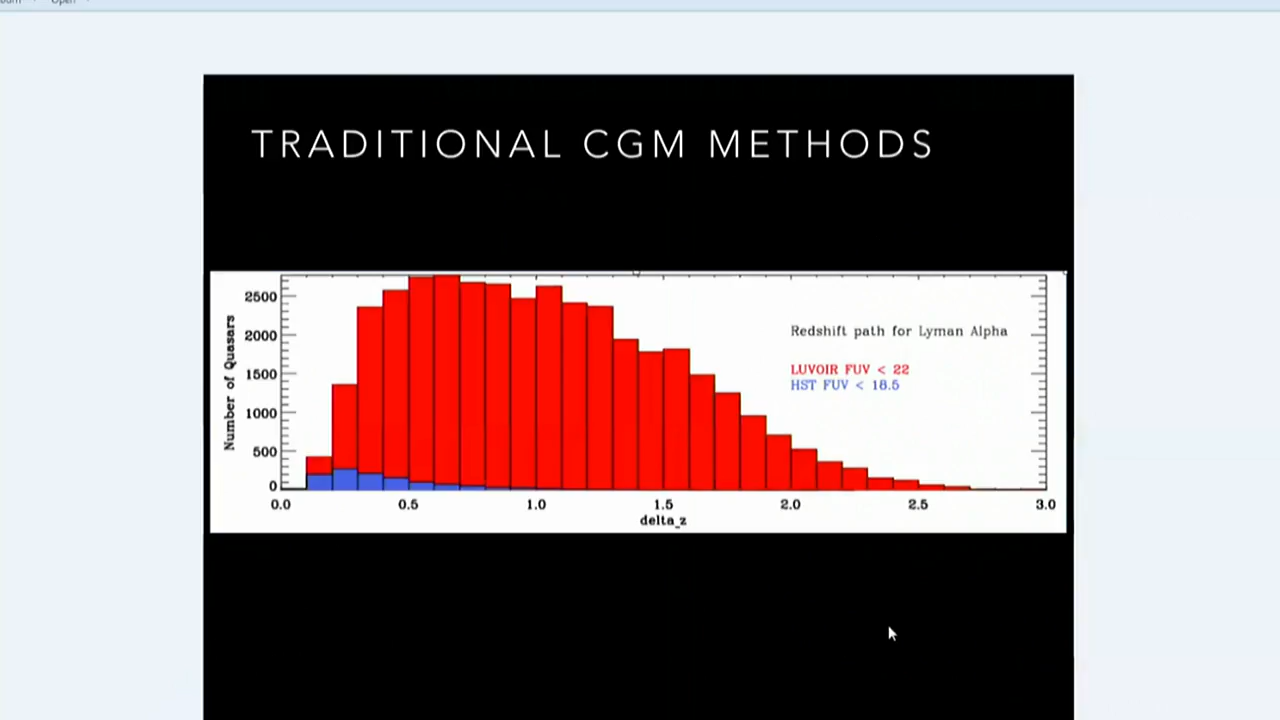 Open
TRADITIONAL CGM METHODS
Number of Quasars
2500
2000
1500
1000
500
0
Redshift path for Lyman Alpha
LUVOIR FUV < 22
HST FUV < 18.5
0.0 0.5 1.0 1.5 2.0 2.5 3.0
delta_z